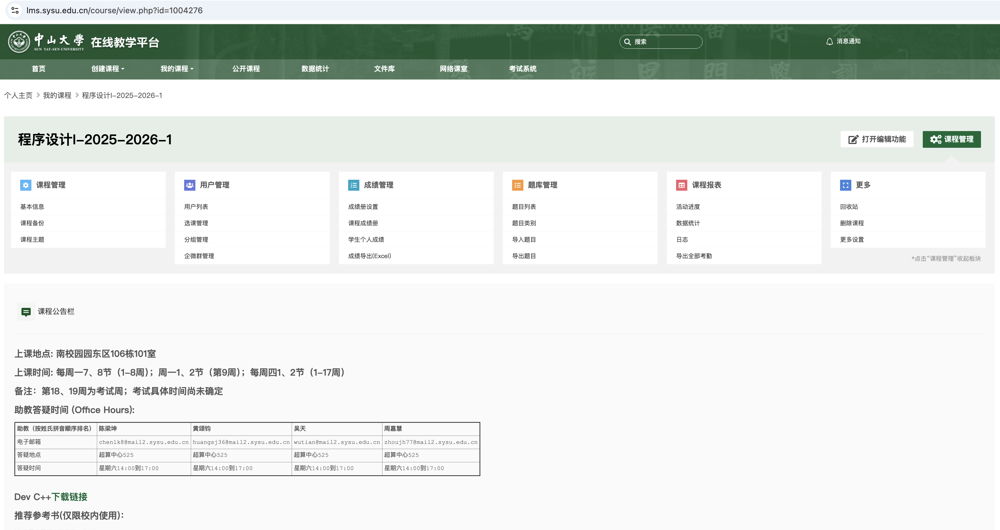 lms.sysu.edu.cn/course/view.php?id=1004276
中山大学 在线教学平台
SUN YAT-SEN UNIVERSITY
搜索
消息通知
首页 创建课程 我的课程 公开课程 数据统计 文件库 网络课室 考试系统
个人主页 我的课程 程序设计I-2025-2026-1
程序设计I-2025-2026-1
打开编辑功能 课程管理
课程管理
基本信息
课程备份
课程主题
用户管理
用户列表
选课管理
分组管理
企微群管理
成绩管理
成绩册设置
课程成绩册
学生个人成绩
成绩导出(Excel)
题库管理
题目列表
题目类别
导入题目
导出题目
课程报表
活动进度
数据统计
日志
导出全部考勤
更多
回收站
删除课程
更多设置
*点击“课程管理”收起板块
课程公告栏
上课地点: 南校园园东区106栋101室
上课时间: 每周一7、8节（1-8周）；周一1、2节（第9周）；每周四1、2节（1-17周）
备注：第18、19周为考试周；考试具体时间尚未确定
助教答疑时间 (Office Hours):
助教（按姓氏拼音顺序排名） 陈梁坤 黄颂钧 吴天 周嘉慧
电子邮箱 chenlk8@mail2.sysu.edu.cn huangsj36@mail2.sysu.edu.cn wutian@mail2.sysu.edu.cn zhoujh77@mail2.sysu.edu.cn
答疑地点 超算中心525 超算中心525 超算中心525 超算中心525
答疑时间 星期六14:00到17:00 星期六14:00到17:00 星期六14:00到17:00 星期六14:00到17:00
Dev C++下载链接
推荐参考书(仅限校内使用):